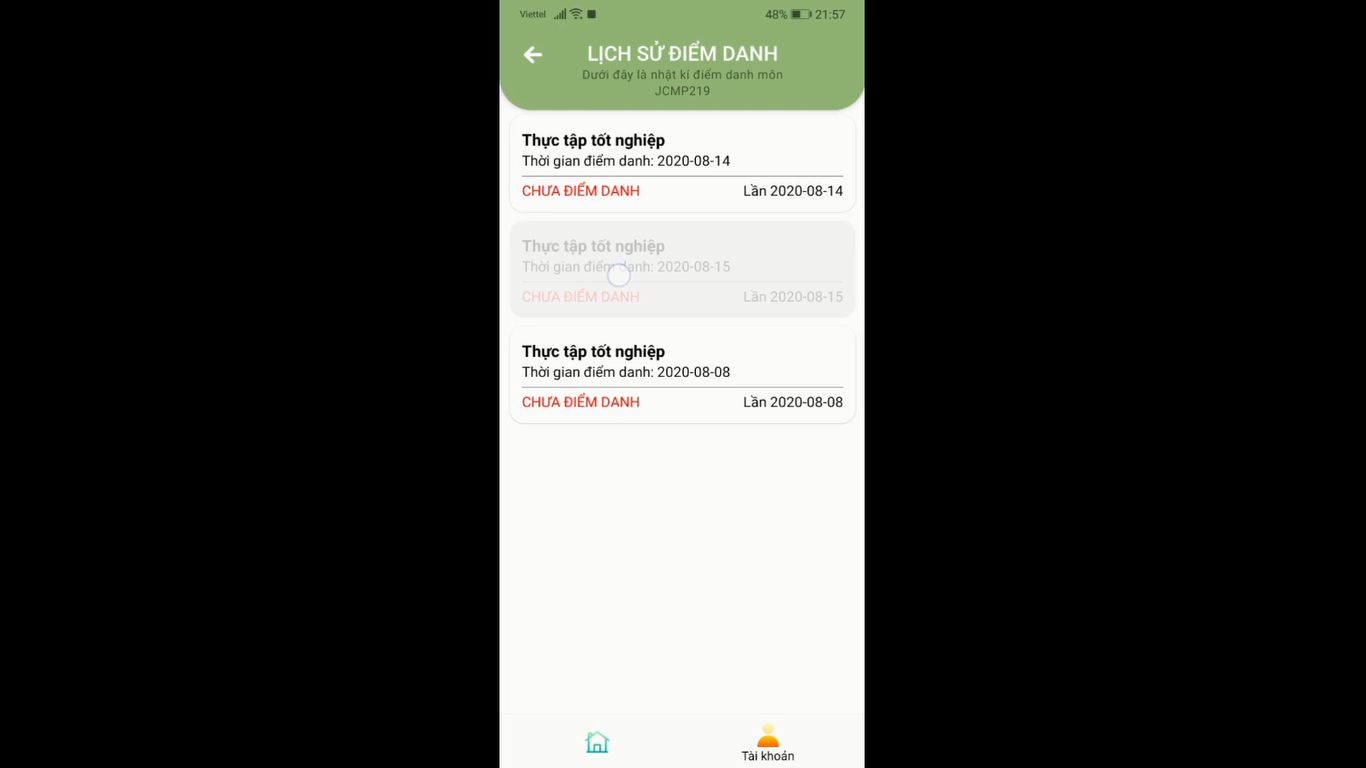 Viettel 48% 21:57
LỊCH SỬ ĐIỂM DANH
Dưới đây là nhật kí điểm danh môn
JCMP219
Thực tập tốt nghiệp
Thời gian điểm danh: 2020-08-14
CHƯA ĐIỂM DANH Lần 2020-08-14
Thực tập tốt nghiệp
Thời gian điểm danh: 2020-08-15
CHƯA ĐIỂM DANH Lần 2020-08-15
Thực tập tốt nghiệp
Thời gian điểm danh: 2020-08-08
CHƯA ĐIỂM DANH Lần 2020-08-08
Tài khoản